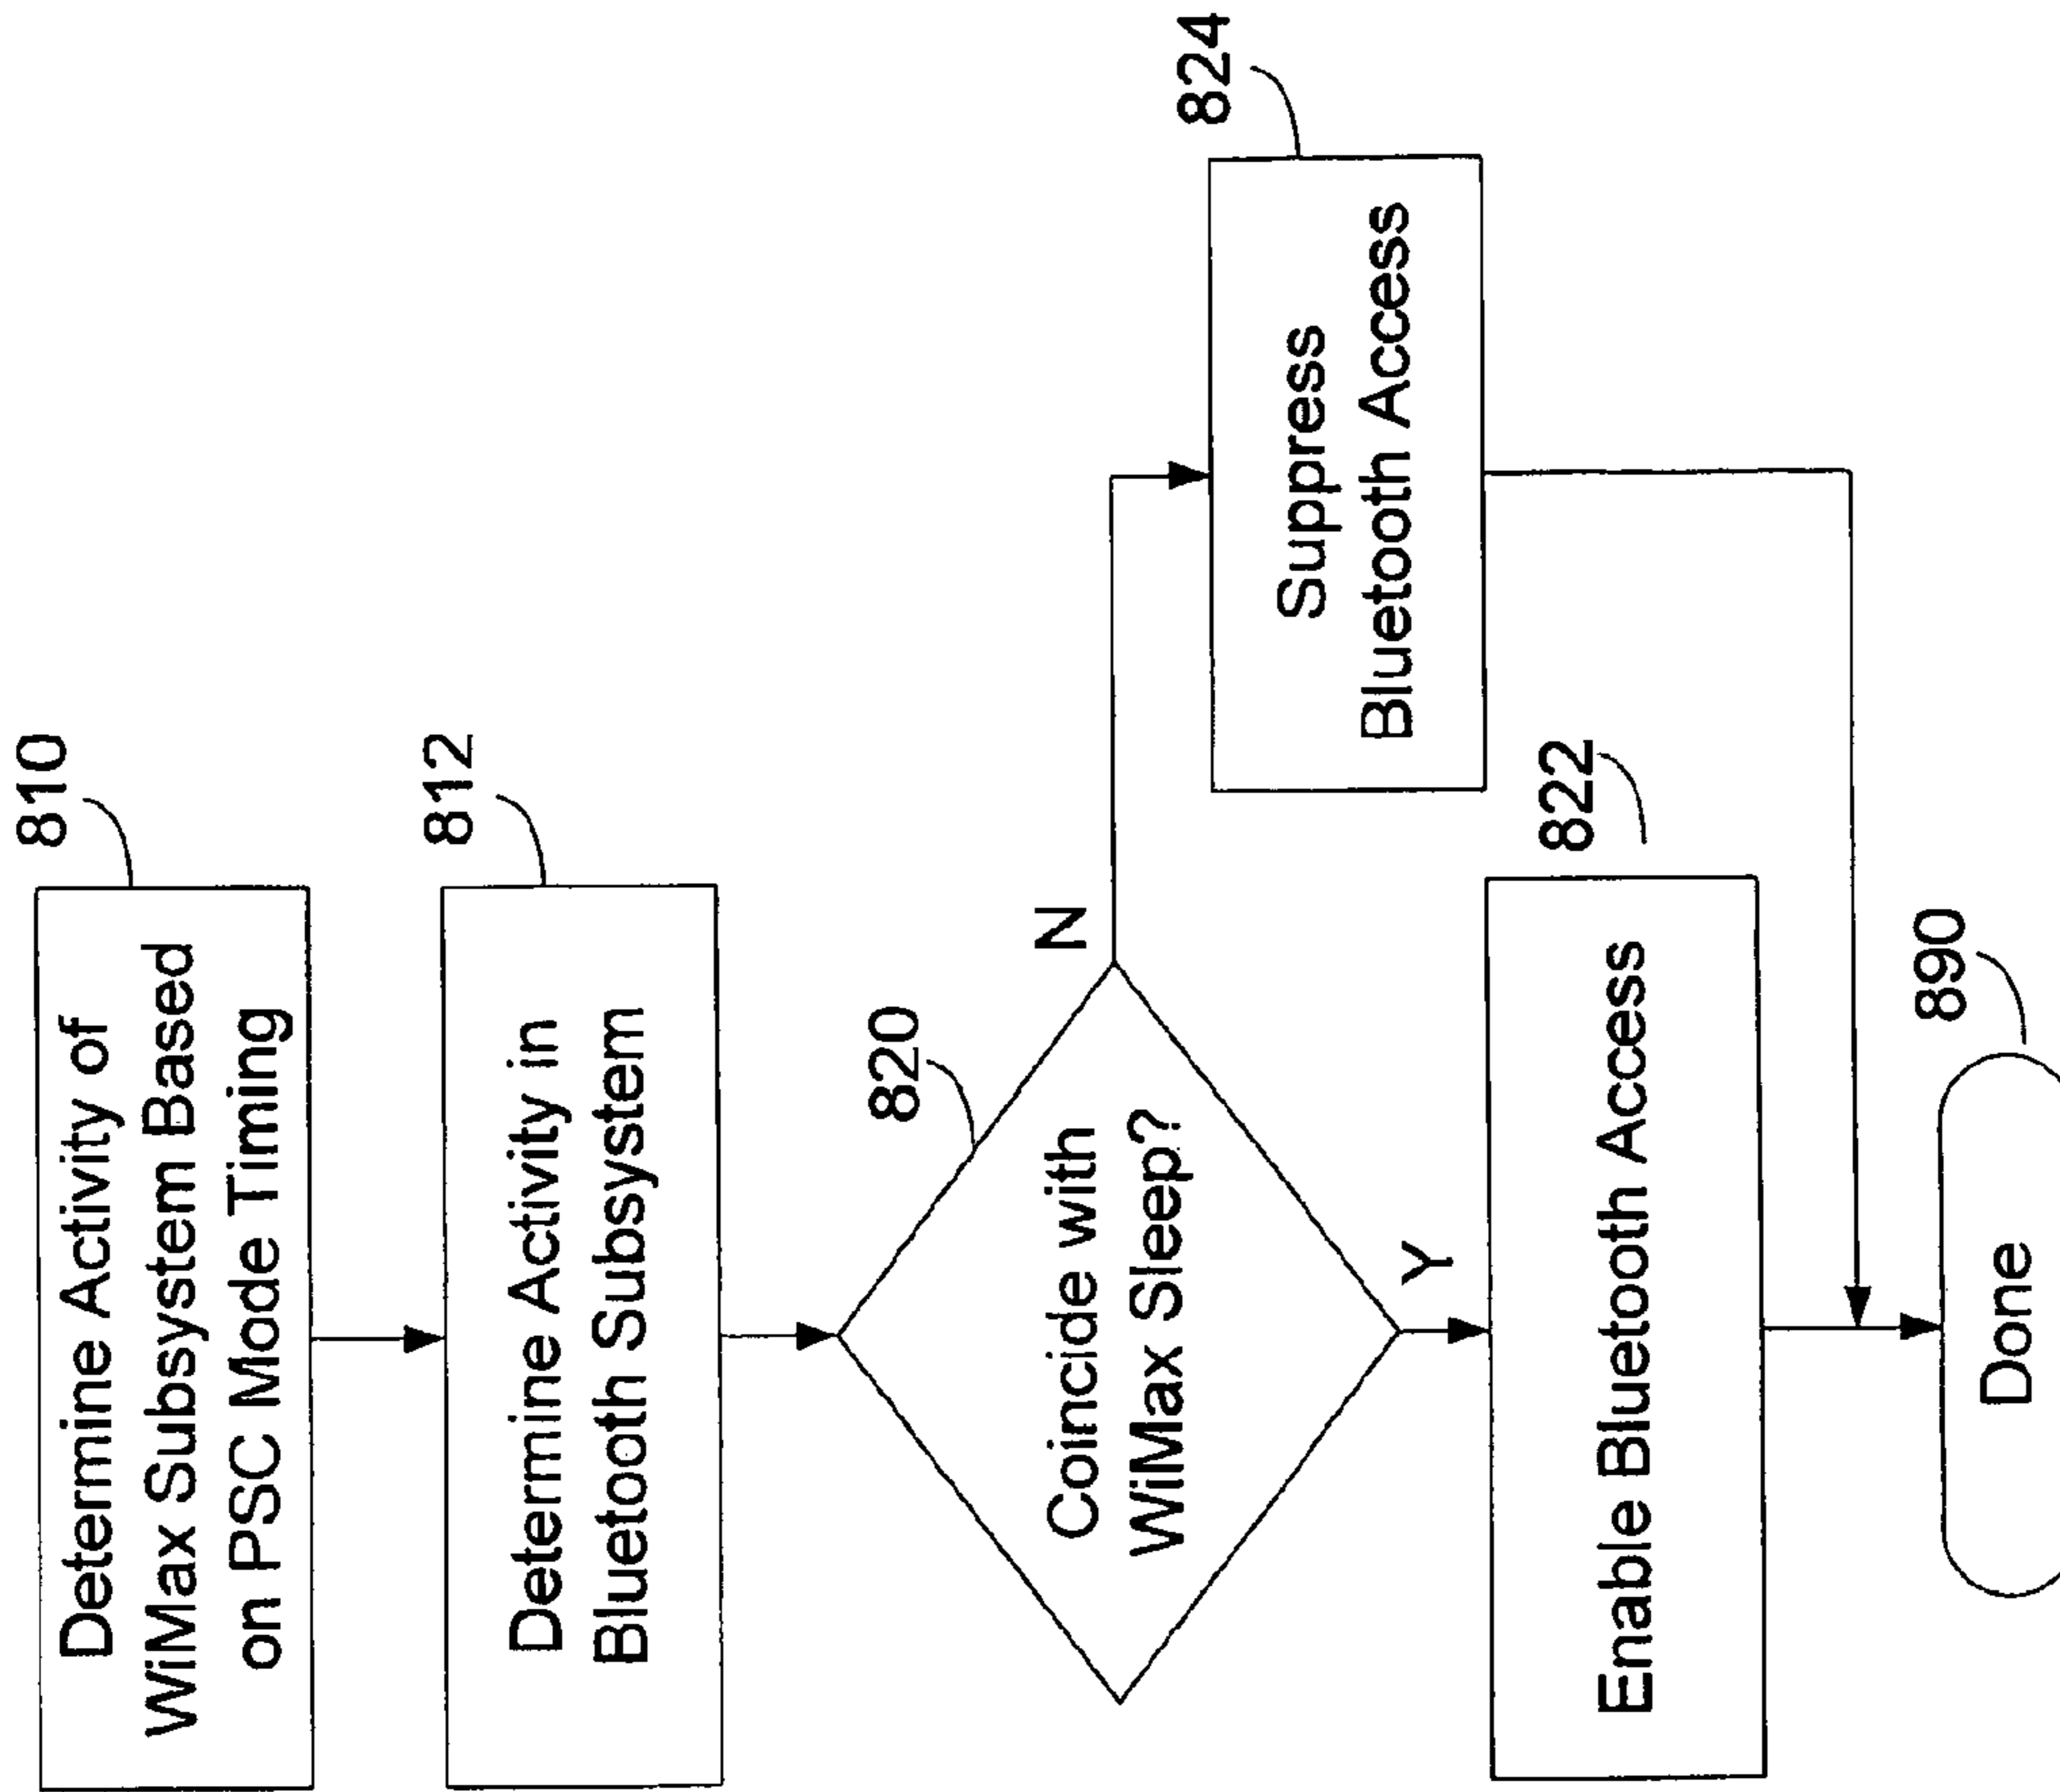 810
Determine Activity of
WiMax Subsystem Based
on PSC Mode Timing
812
Determine Activity in
Bluetooth Subsystem
820
Coincide with
WiMax Sleep?
N
Y
824
Suppress
Bluetooth Access
822
Enable Bluetooth Access
890
Done